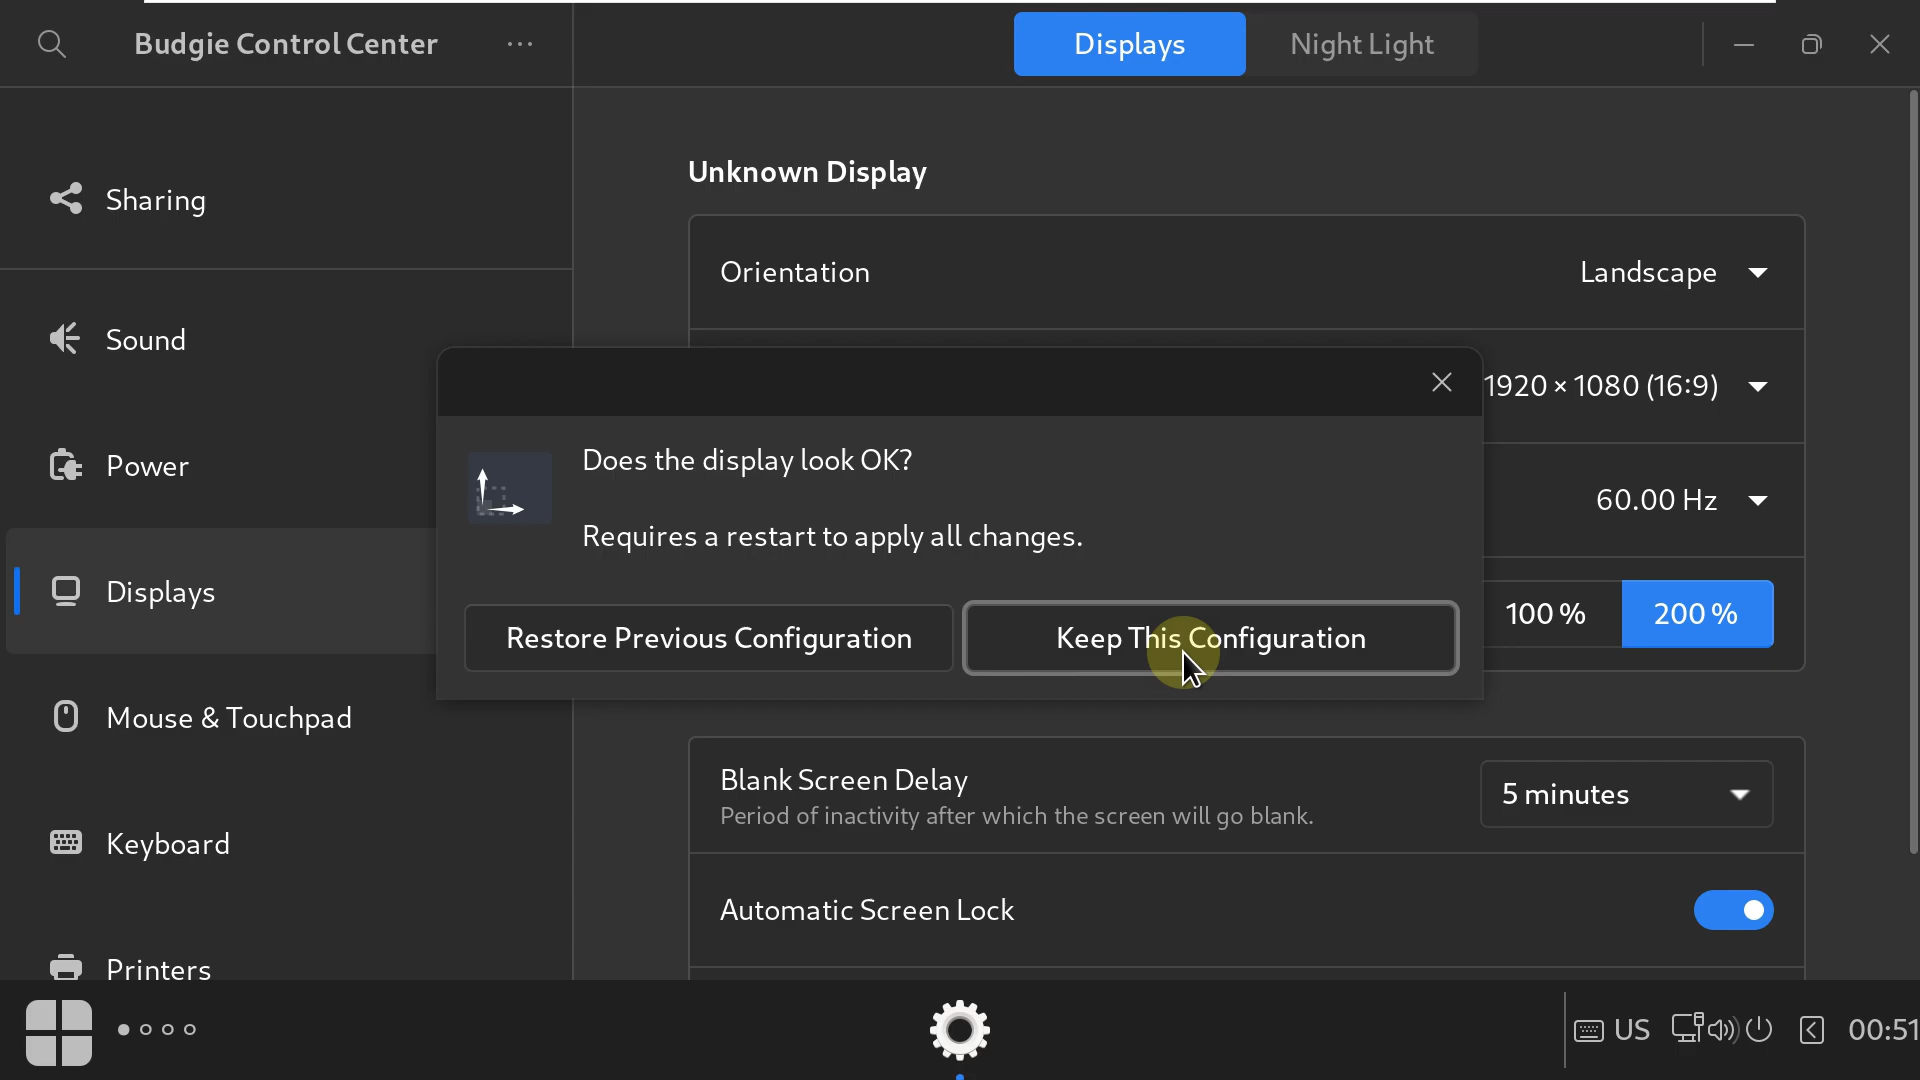 Budgie Control Center
Displays
Night Light
Sharing
Sound
Power
Displays
Mouse & Touchpad
Keyboard
Printers
Unknown Display
Orientation
Landscape
1920 × 1080 (16:9)
60.00 Hz
100 %
200 %
Does the display look OK?
Requires a restart to apply all changes.
Restore Previous Configuration
Keep This Configuration
Blank Screen Delay
Period of inactivity after which the screen will go blank.
5 minutes
Automatic Screen Lock
US
00:51